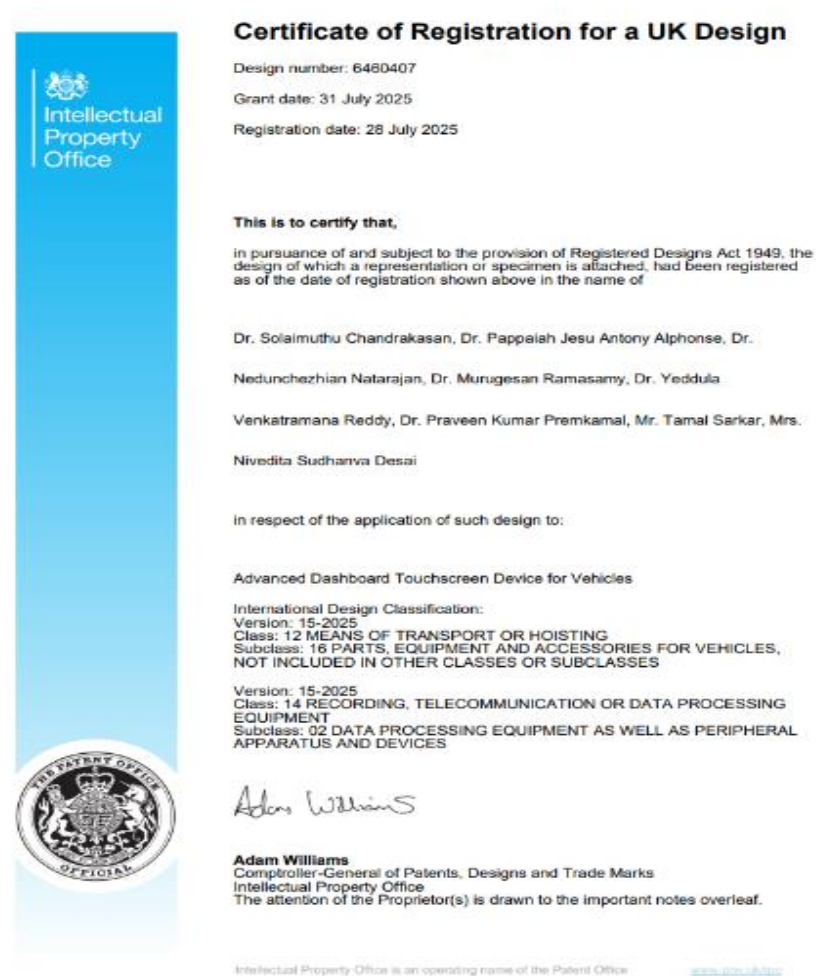 Certificate of Registration for a UK Design
Design number: 6460407
Grant date: 31 July 2025
Registration date: 28 July 2025
Intellectual
Property
Office
This is to certify that,
in pursuance of and subject to the provision of Registered Designs Act 1949, the
design of which a representation or specimen is attached, had been registered
as of the date of registration shown above in the name of
Dr. Solaimuthu Chandrakasan, Dr. Pappaiah Jesu Antony Alphonse, Dr.
Nedunchezhian Natarajan, Dr. Murugesan Ramasamy, Dr. Yeddula
Venkatramana Reddy, Dr. Praveen Kumar Premkamal, Mr. Tamal Sarkar, Mrs.
Nivedita Sudhanva Desai
in respect of the application of such design to:
Advanced Dashboard Touchscreen Device for Vehicles
International Design Classification:
Version: 15-2025
Class: 12 MEANS OF TRANSPORT OR HOISTING
Subclass: 16 PARTS, EQUIPMENT AND ACCESSORIES FOR VEHICLES,
NOT INCLUDED IN OTHER CLASSES OR SUBCLASSES
Version: 15-2025
Class: 14 RECORDING, TELECOMMUNICATION OR DATA PROCESSING
EQUIPMENT
Subclass: 02 DATA PROCESSING EQUIPMENT AS WELL AS PERIPHERAL
APPARATUS AND DEVICES
THE PATENT OFFICE
OFFICIAL
Adam Williams
Adam Williams
Comptroller-General of Patents, Designs and Trade Marks
Intellectual Property Office
The attention of the Proprietor(s) is drawn to the important notes overleaf.
Intellectual Property Office is an operating name of the Patent Office
www.gov.uk/ipo